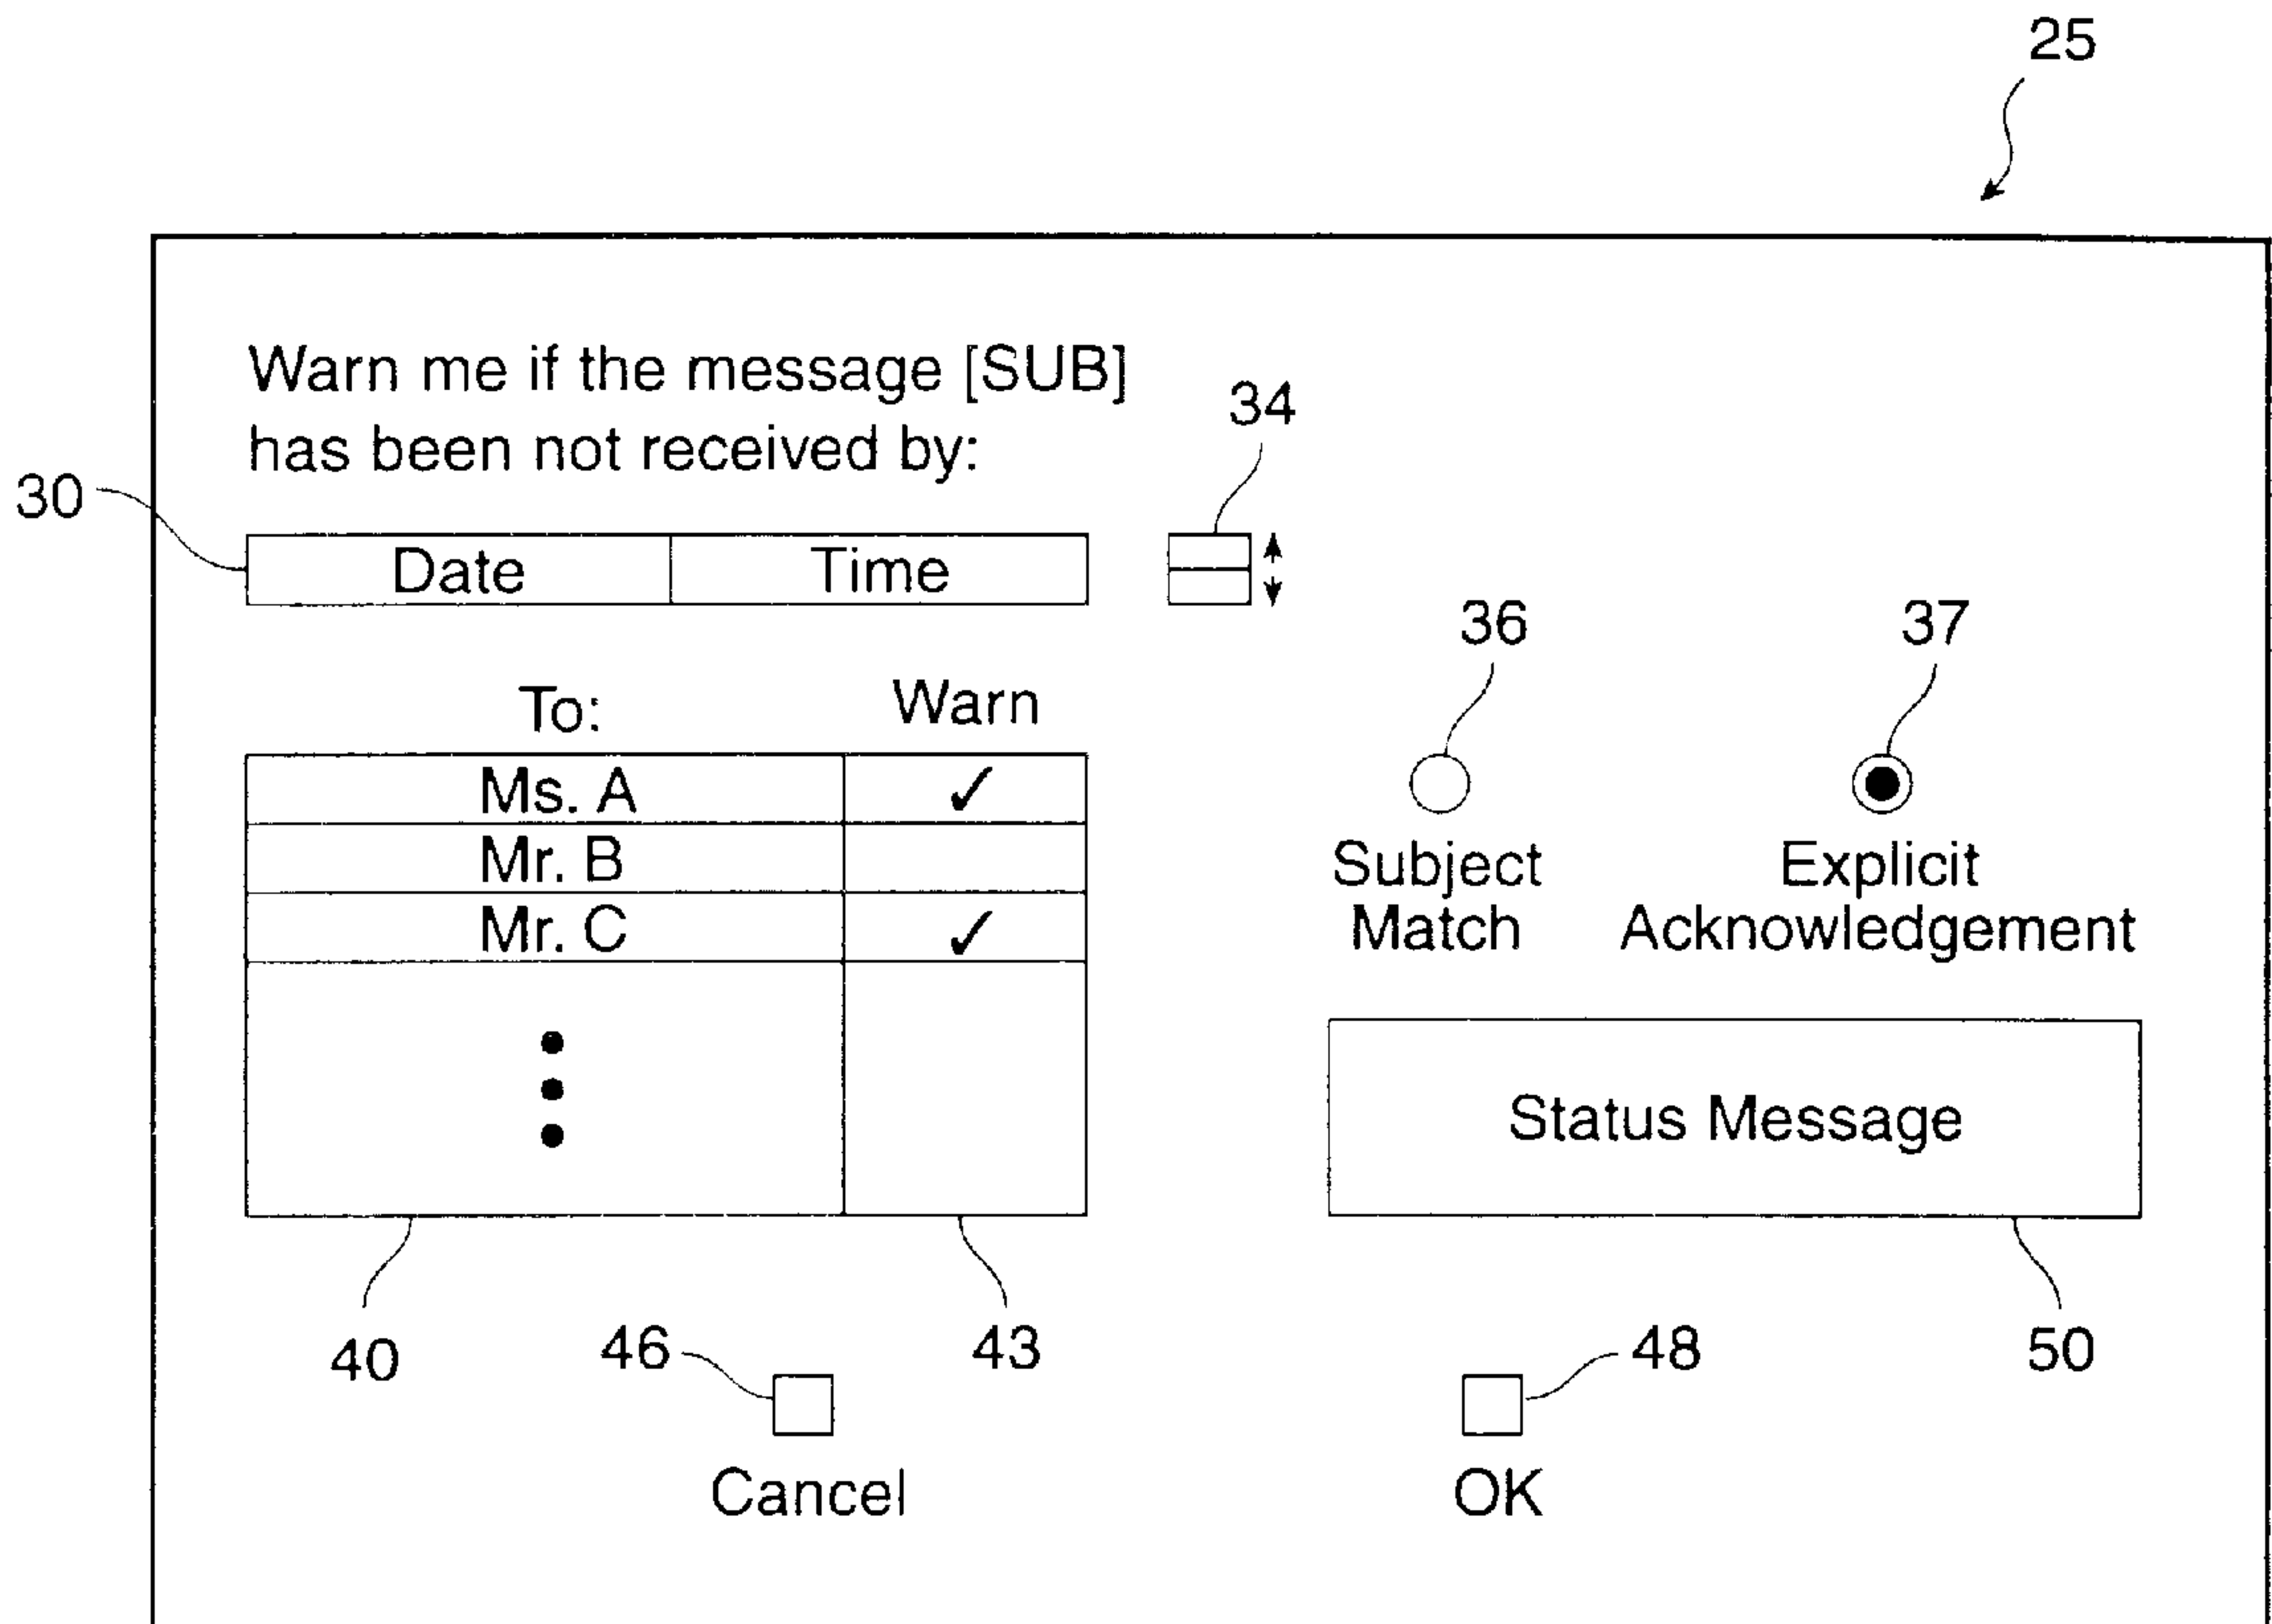 25
Warn me if the message [SUB]
has been not received by:
34
30
Date Time
36 37
To: Warn
Ms. A ✓
Mr. B
Mr. C ✓
Subject Match
Explicit Acknowledgement
Status Message
40 46 43 48 50
Cancel OK